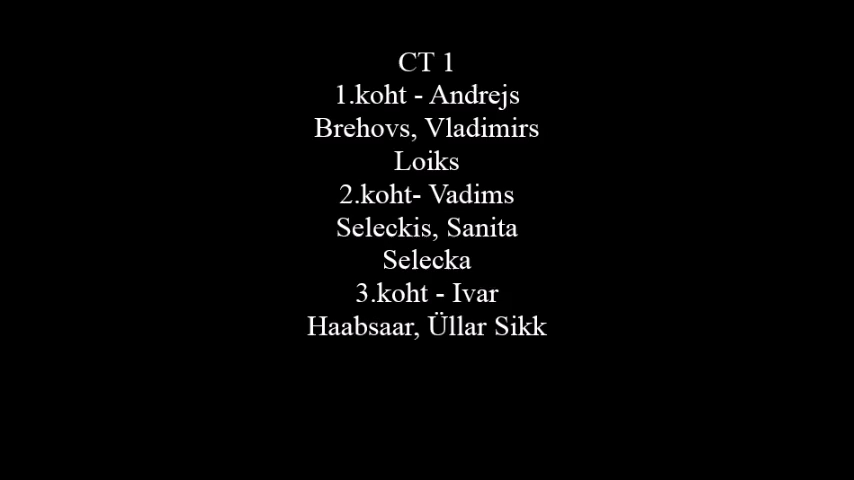 CT 1
1.koht - Andrejs
Brehovs, Vladimirs
Loiks
2.koht- Vadims
Seleckis, Sanita
Selecka
3.koht - Ivar
Haabsaar, Üllar Sikk